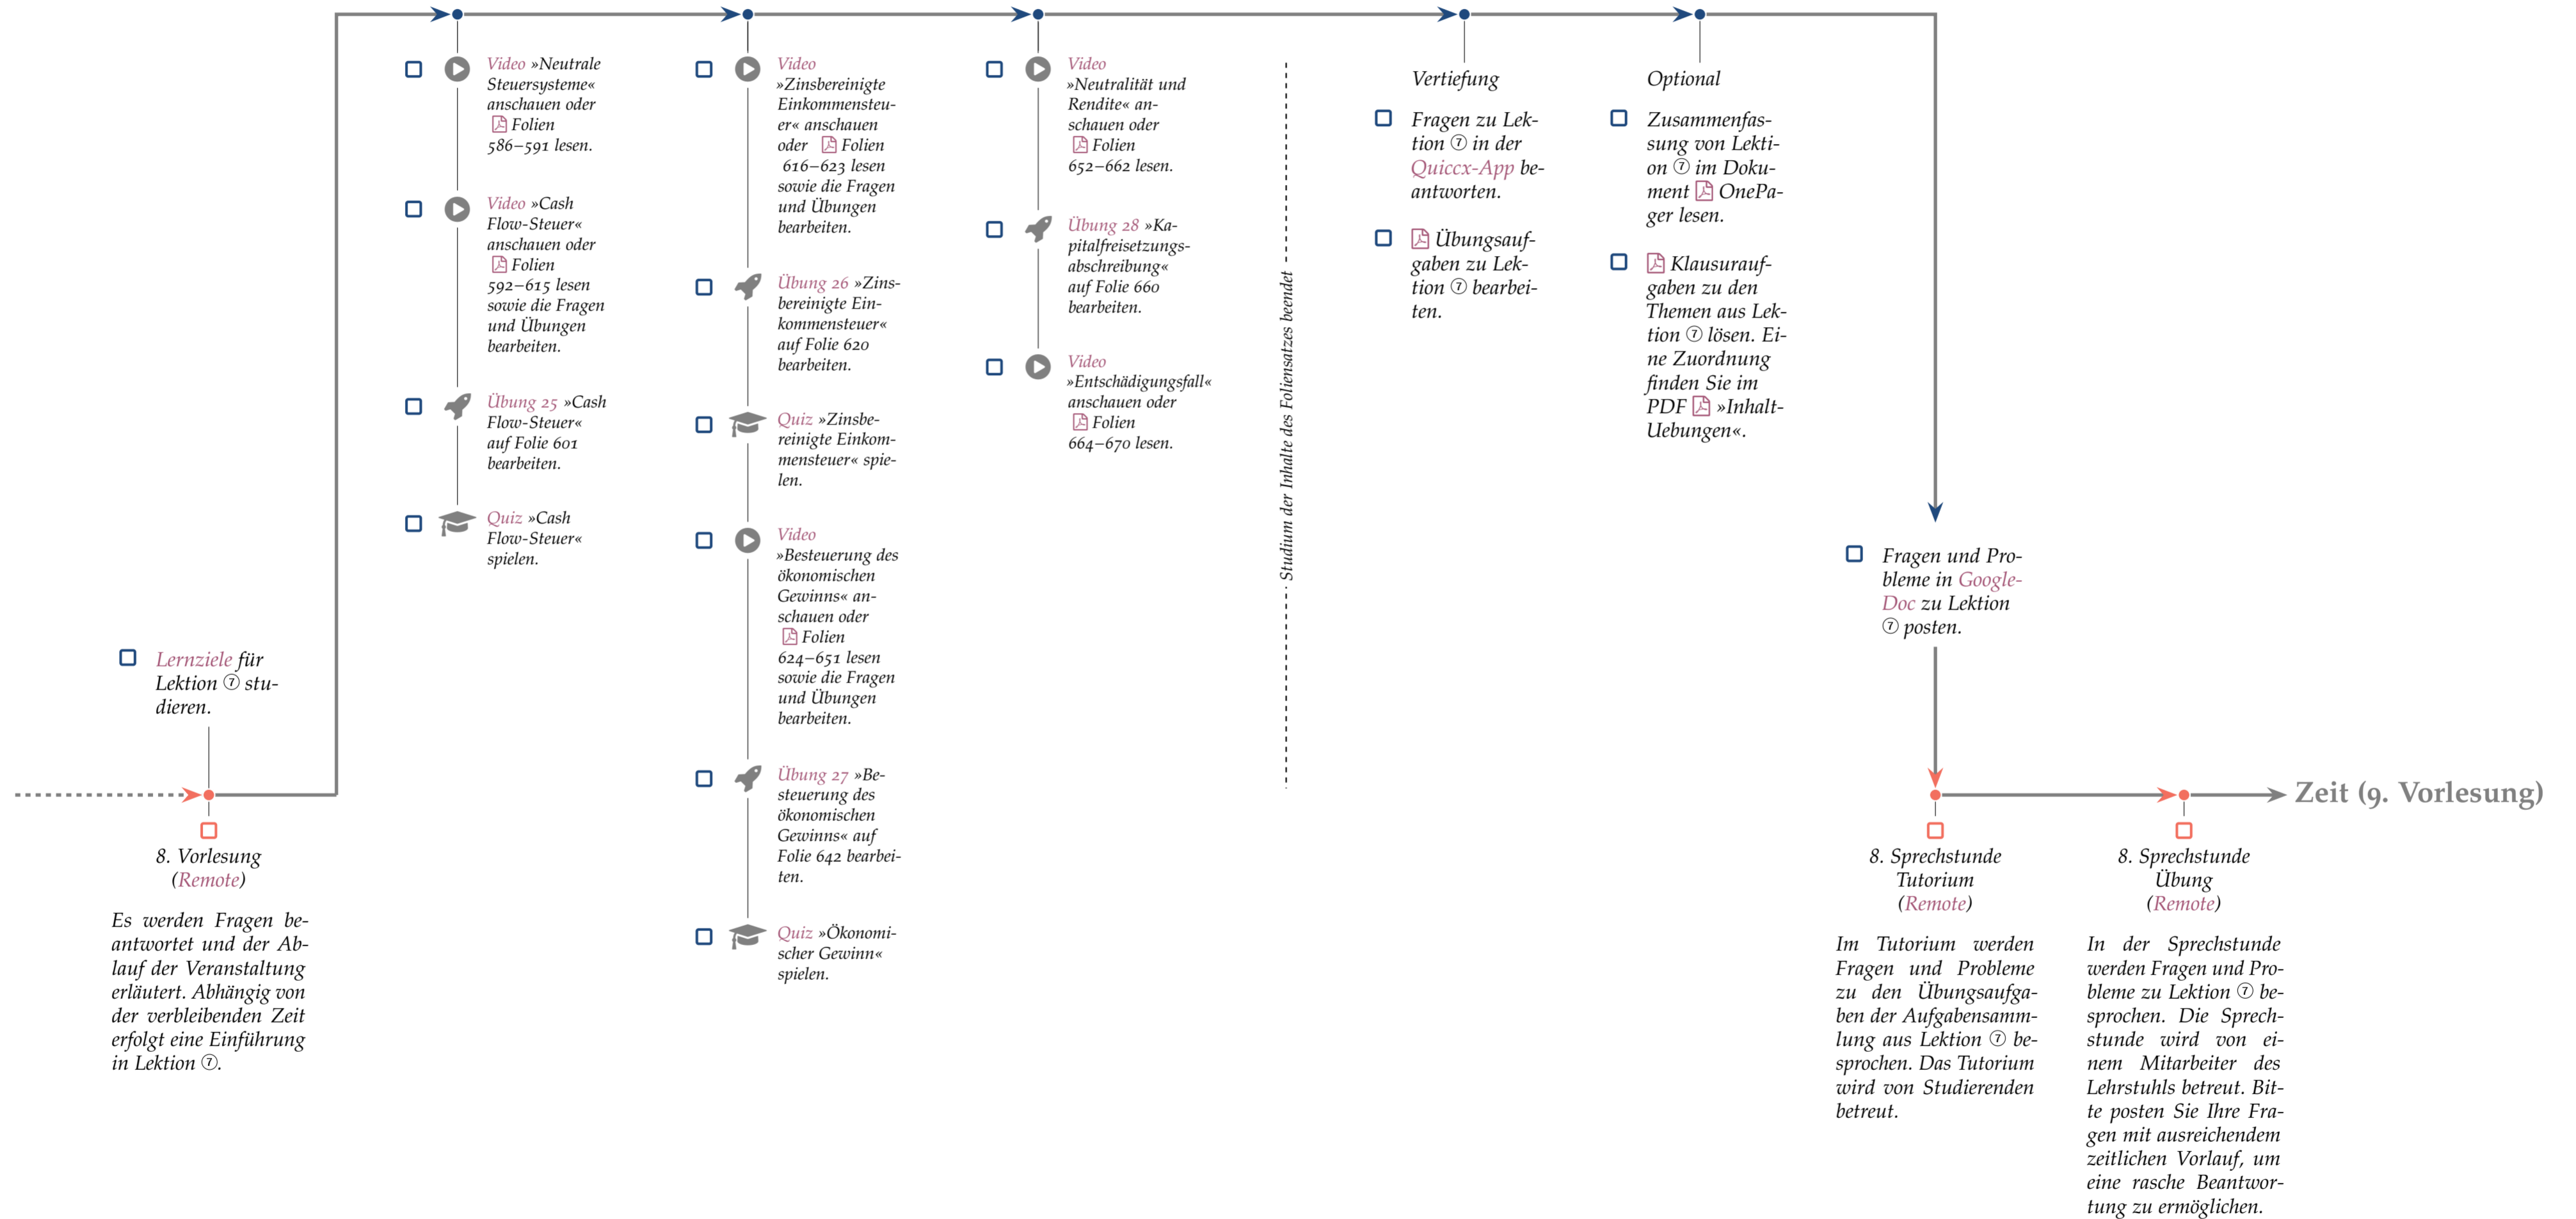 Video »Neutrale
Steuersysteme«
anschauen oder
Folien
586–591 lesen.
Video »Cash
Flow-Steuer«
anschauen oder
Folien
592–615 lesen
sowie die Fragen
und Übungen
bearbeiten.
Übung 25 »Cash
Flow-Steuer«
auf Folie 601
bearbeiten.
Quiz »Cash
Flow-Steuer«
spielen.
Video
»Zinsbereinigte
Einkommensteu-
er« anschauen
oder Folien
616–623 lesen
sowie die Fragen
und Übungen
bearbeiten.
Übung 26 »Zins-
bereinigte Ein-
kommensteuer«
auf Folie 620
bearbeiten.
Quiz »Zinsbe-
reinigte Einkom-
mensteuer« spie-
len.
Video
»Besteuerung des
ökonomischen
Gewinns« an-
schauen oder
Folien
624–651 lesen
sowie die Fragen
und Übungen
bearbeiten.
Übung 27 »Be-
steuerung des
ökonomischen
Gewinns« auf
Folie 642 bearbei-
ten.
Quiz »Ökonomi-
scher Gewinn«
spielen.
Video
»Neutralität und
Rendite« an-
schauen oder
Folien
652–662 lesen.
Übung 28 »Ka-
pitalfreisetzungs-
abschreibung«
auf Folie 660
bearbeiten.
Video
»Entschädigungsfall«
anschauen oder
Folien
664–670 lesen.
Studium der Inhalte des Foliensatzes beendet
Vertiefung
Fragen zu Lek-
tion ⑦ in der
Quiccx-App be-
antworten.
Übungsauf-
gaben zu Lek-
tion ⑦ bearbei-
ten.
Optional
Zusammenfas-
sung von Lekti-
on ⑦ im Doku-
ment OnePa-
ger lesen.
Klausurauf-
gaben zu den
Themen aus Lek-
tion ⑦ lösen. Ei-
ne Zuordnung
finden Sie im
PDF »Inhalt-
Uebungen«.
Fragen und Pro-
bleme in Google-
Doc zu Lektion
⑦ posten.
Lernziele für
Lektion ⑦ stu-
dieren.
Zeit (9. Vorlesung)
8. Vorlesung
(Remote)
Es werden Fragen be-
antwortet und der Ab-
lauf der Veranstaltung
erläutert. Abhängig von
der verbleibenden Zeit
erfolgt eine Einführung
in Lektion ⑦.
8. Sprechstunde
Tutorium
(Remote)
Im Tutorium werden
Fragen und Probleme
zu den Übungsaufga-
ben der Aufgabensamm-
lung aus Lektion ⑦ be-
sprochen. Das Tutorium
wird von Studierenden
betreut.
8. Sprechstunde
Übung
(Remote)
In der Sprechstunde
werden Fragen und Pro-
bleme zu Lektion ⑦ be-
sprochen. Die Sprech-
stunde wird von ei-
nem Mitarbeiter des
Lehrstuhls betreut. Bit-
te posten Sie Ihre Fra-
gen mit ausreichendem
zeitlichen Vorlauf, um
eine rasche Beantwor-
tung zu ermöglichen.